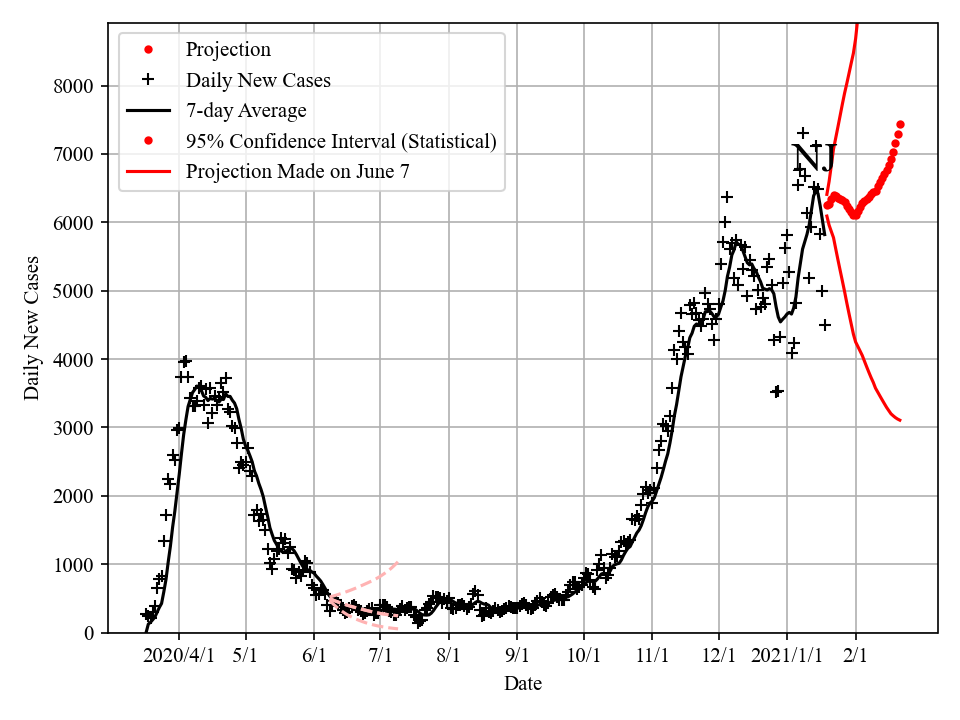 Projection
Daily New Cases
7-day Average
95% Confidence Interval (Statistical)
Projection Made on June 7
NJ
8000
7000
6000
5000
4000
3000
2000
1000
0
Daily New Cases
2020/4/1 5/1 6/1 7/1 8/1 9/1 10/1 11/1 12/1 2021/1/1 2/1
Date